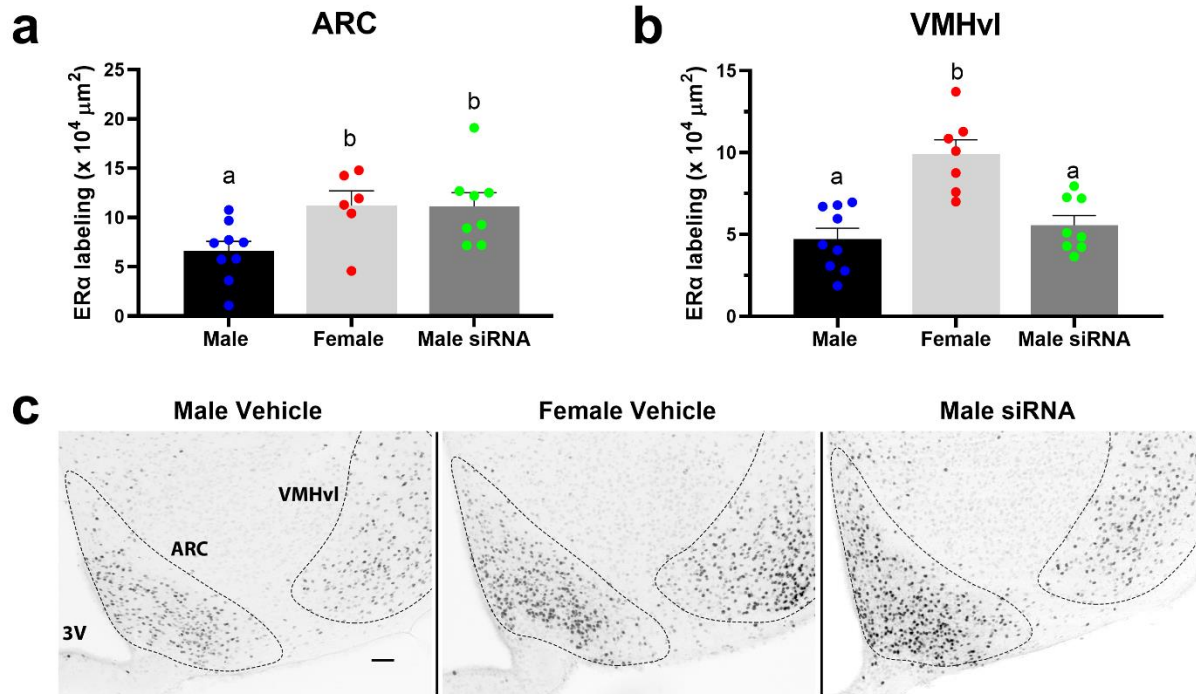 a
ARC
ERα labeling (x 10⁴ μm²)
25
20
15
10
5
0
a
b
b
Male
Female
Male siRNA
b
VMHvl
ERα labeling (x 10⁴ μm²)
15
10
5
0
a
b
a
Male
Female
Male siRNA
c
Male Vehicle
Female Vehicle
Male siRNA
VMHvl
ARC
3V